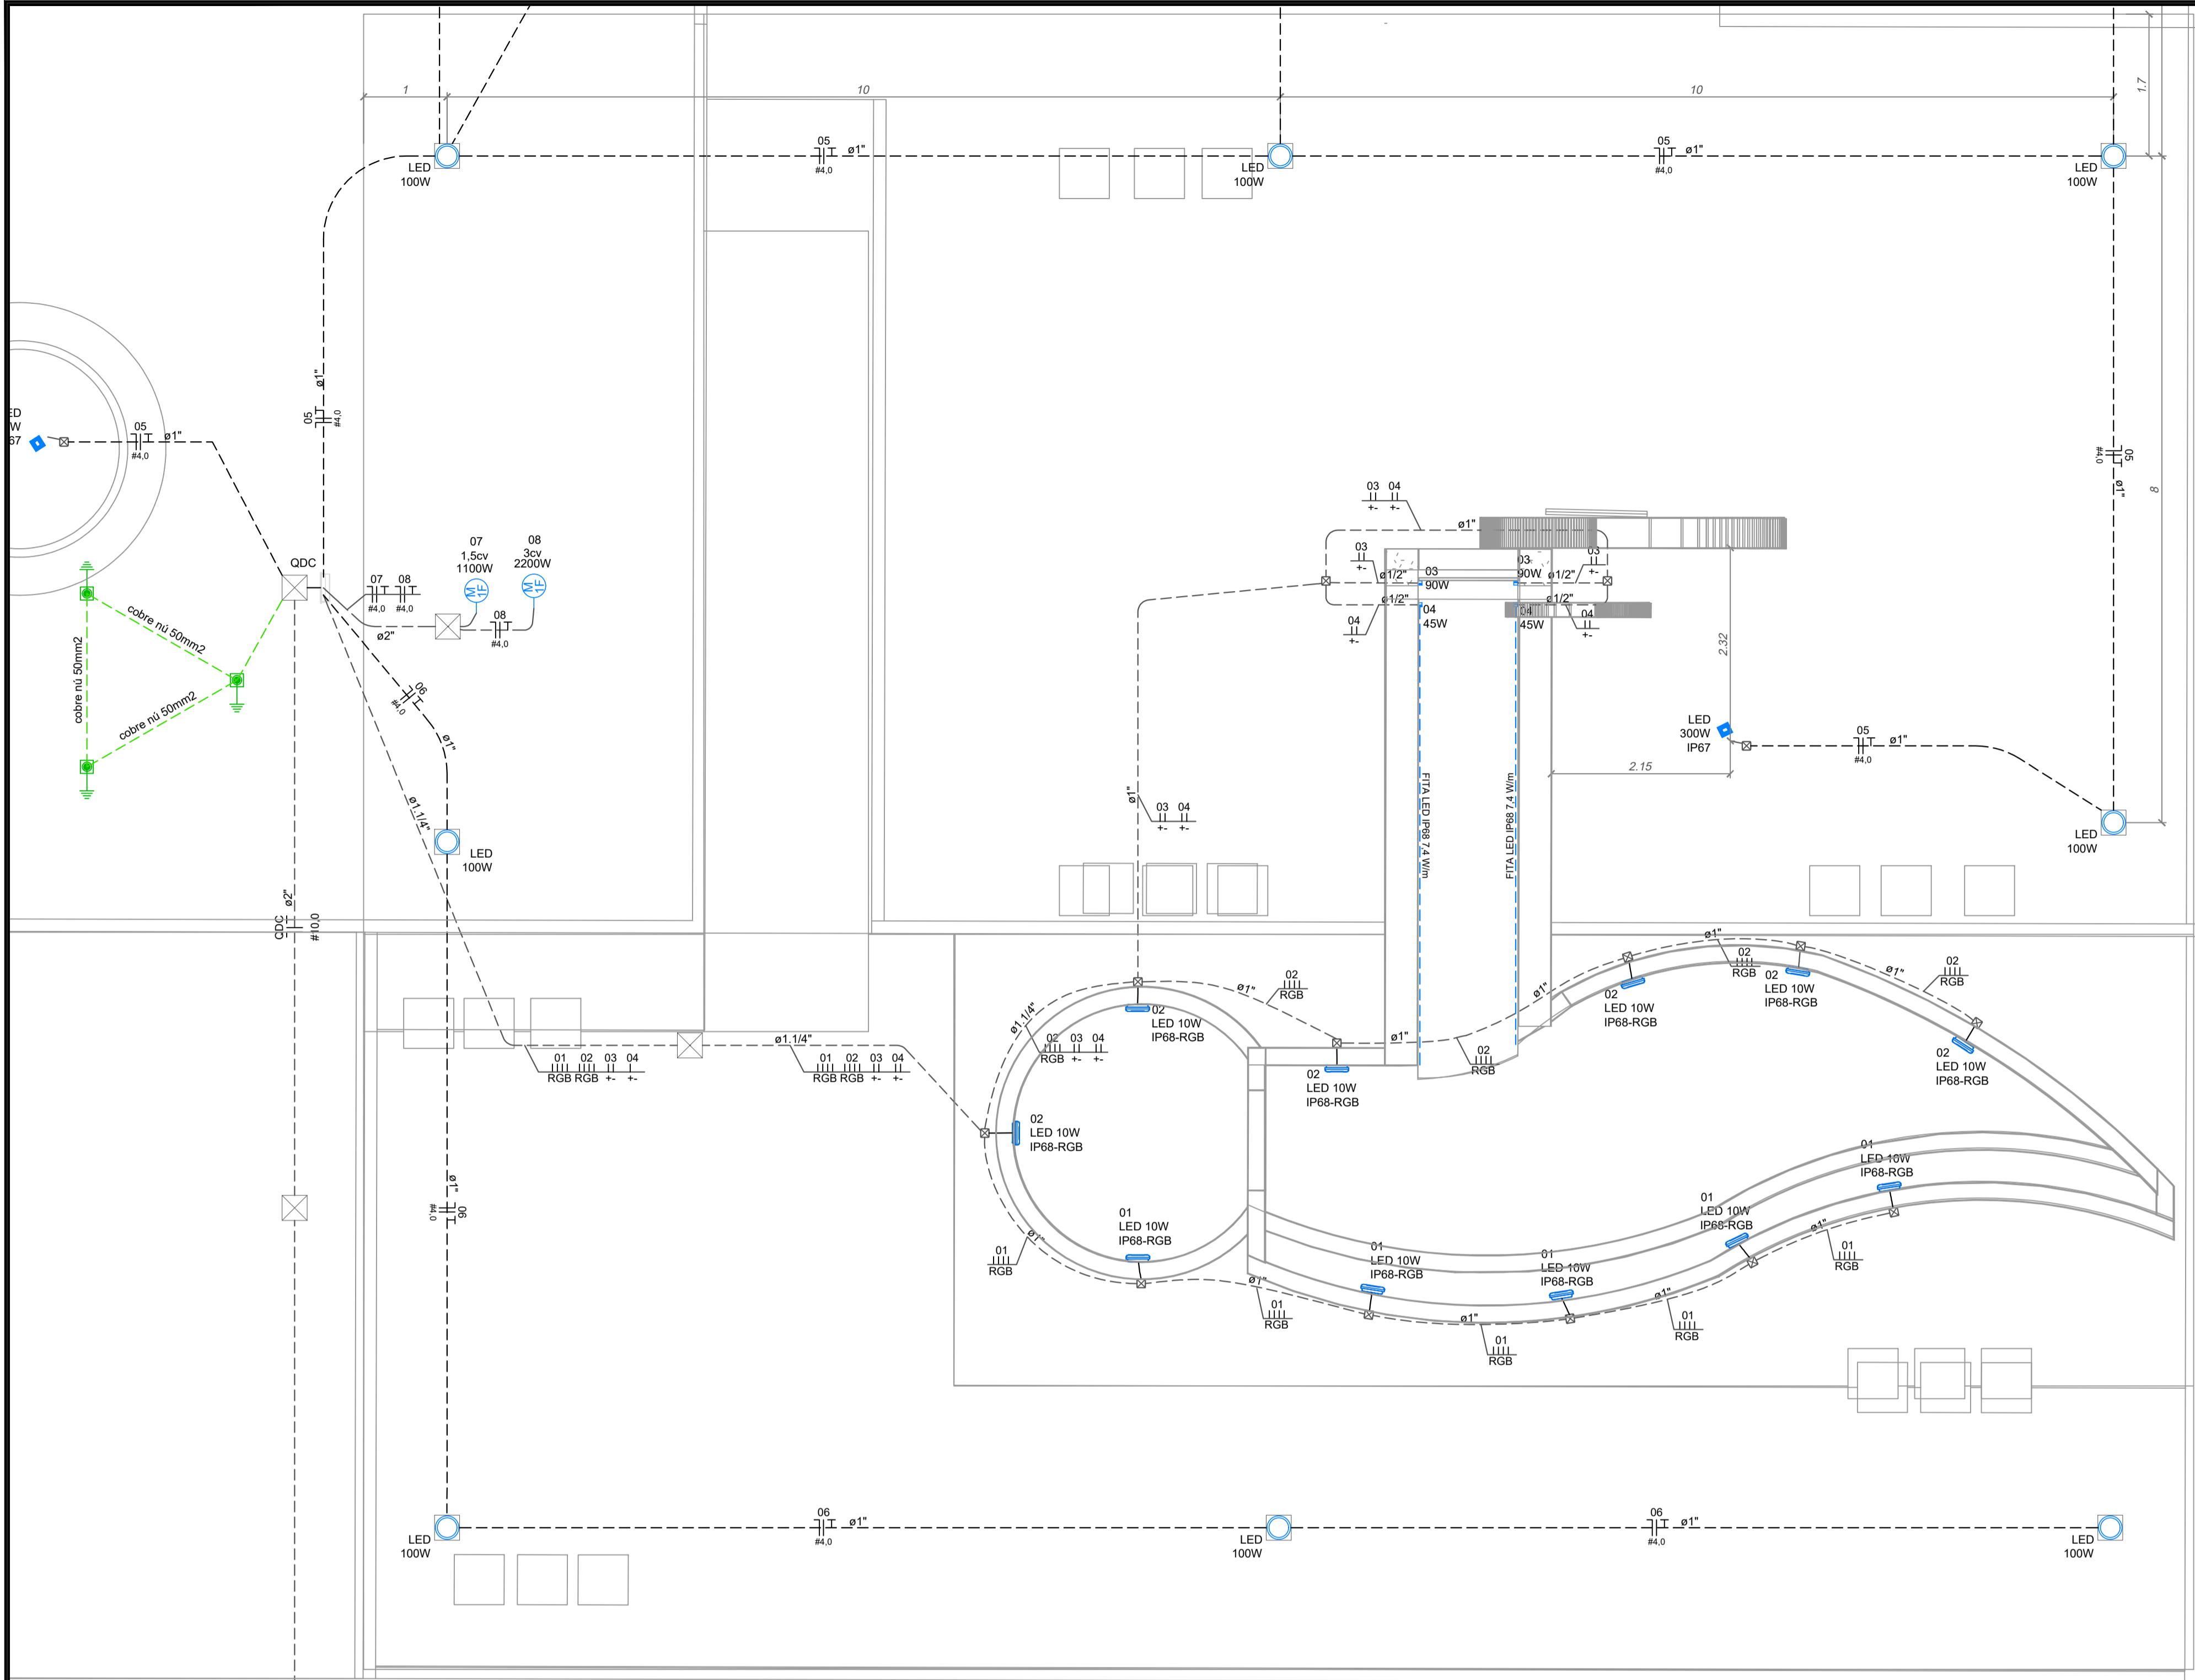 1
10
10
1.7
05
ø1"
#4,0
05
ø1"
#4,0
LED
100W
LED
100W
LED
100W
ø1"
05
#4,0
ED
W
67
05
ø1"
#4,0
05
#4,0
ø1"
8
03 04
+- +-
ø1"
QDC
07
1,5cv
1100W
M
1F
08
3cv
2200W
M
1F
07 08
#4,0 #4,0
ø2"
08
#4,0
03
+-
ø1/2"
03
90W
03
90W
ø1/2"
03
+-
ø1/2"
04
45W
04
45W
ø1/2"
04
+-
04
+-
cobre nú 50mm2
cobre nú 50mm2
cobre nú 50mm2
2.32
06
#4,0
ø1"
LED
300W
IP67
05
ø1"
#4,0
2.15
ø1.1/4"
ø1"
03 04
+- +-
FITA LED IP68 7,4 W/m
FITA LED IP68 7,4 W/m
LED
100W
LED
100W
ø2"
QDC
#10,0
ø1"
02
RGB
ø1"
02
RGB
02
RGB
ø1"
ø1"
02
LED 10W
IP68-RGB
02
LED 10W
IP68-RGB
02
LED 10W
IP68-RGB
ø1.1/4"
02 03 04
RGB +- +-
ø1.1/4"
01 02 03 04
RGB RGB +- +-
01 02 03 04
RGB RGB +- +-
ø1"
02
RGB
02
LED 10W
IP68-RGB
02
LED 10W
IP68-RGB
02
LED 10W
IP68-RGB
01
LED 10W
IP68-RGB
ø1"
06
#4,0
01
LED 10W
IP68-RGB
01
LED 10W
IP68-RGB
ø1"
01
RGB
01
LED 10W
IP68-RGB
01
LED 10W
IP68-RGB
ø1"
01
RGB
ø1"
01
RGB
ø1"
01
RGB
ø1"
01
RGB
06
ø1"
#4,0
06
ø1"
#4,0
LED
100W
LED
100W
LED
100W